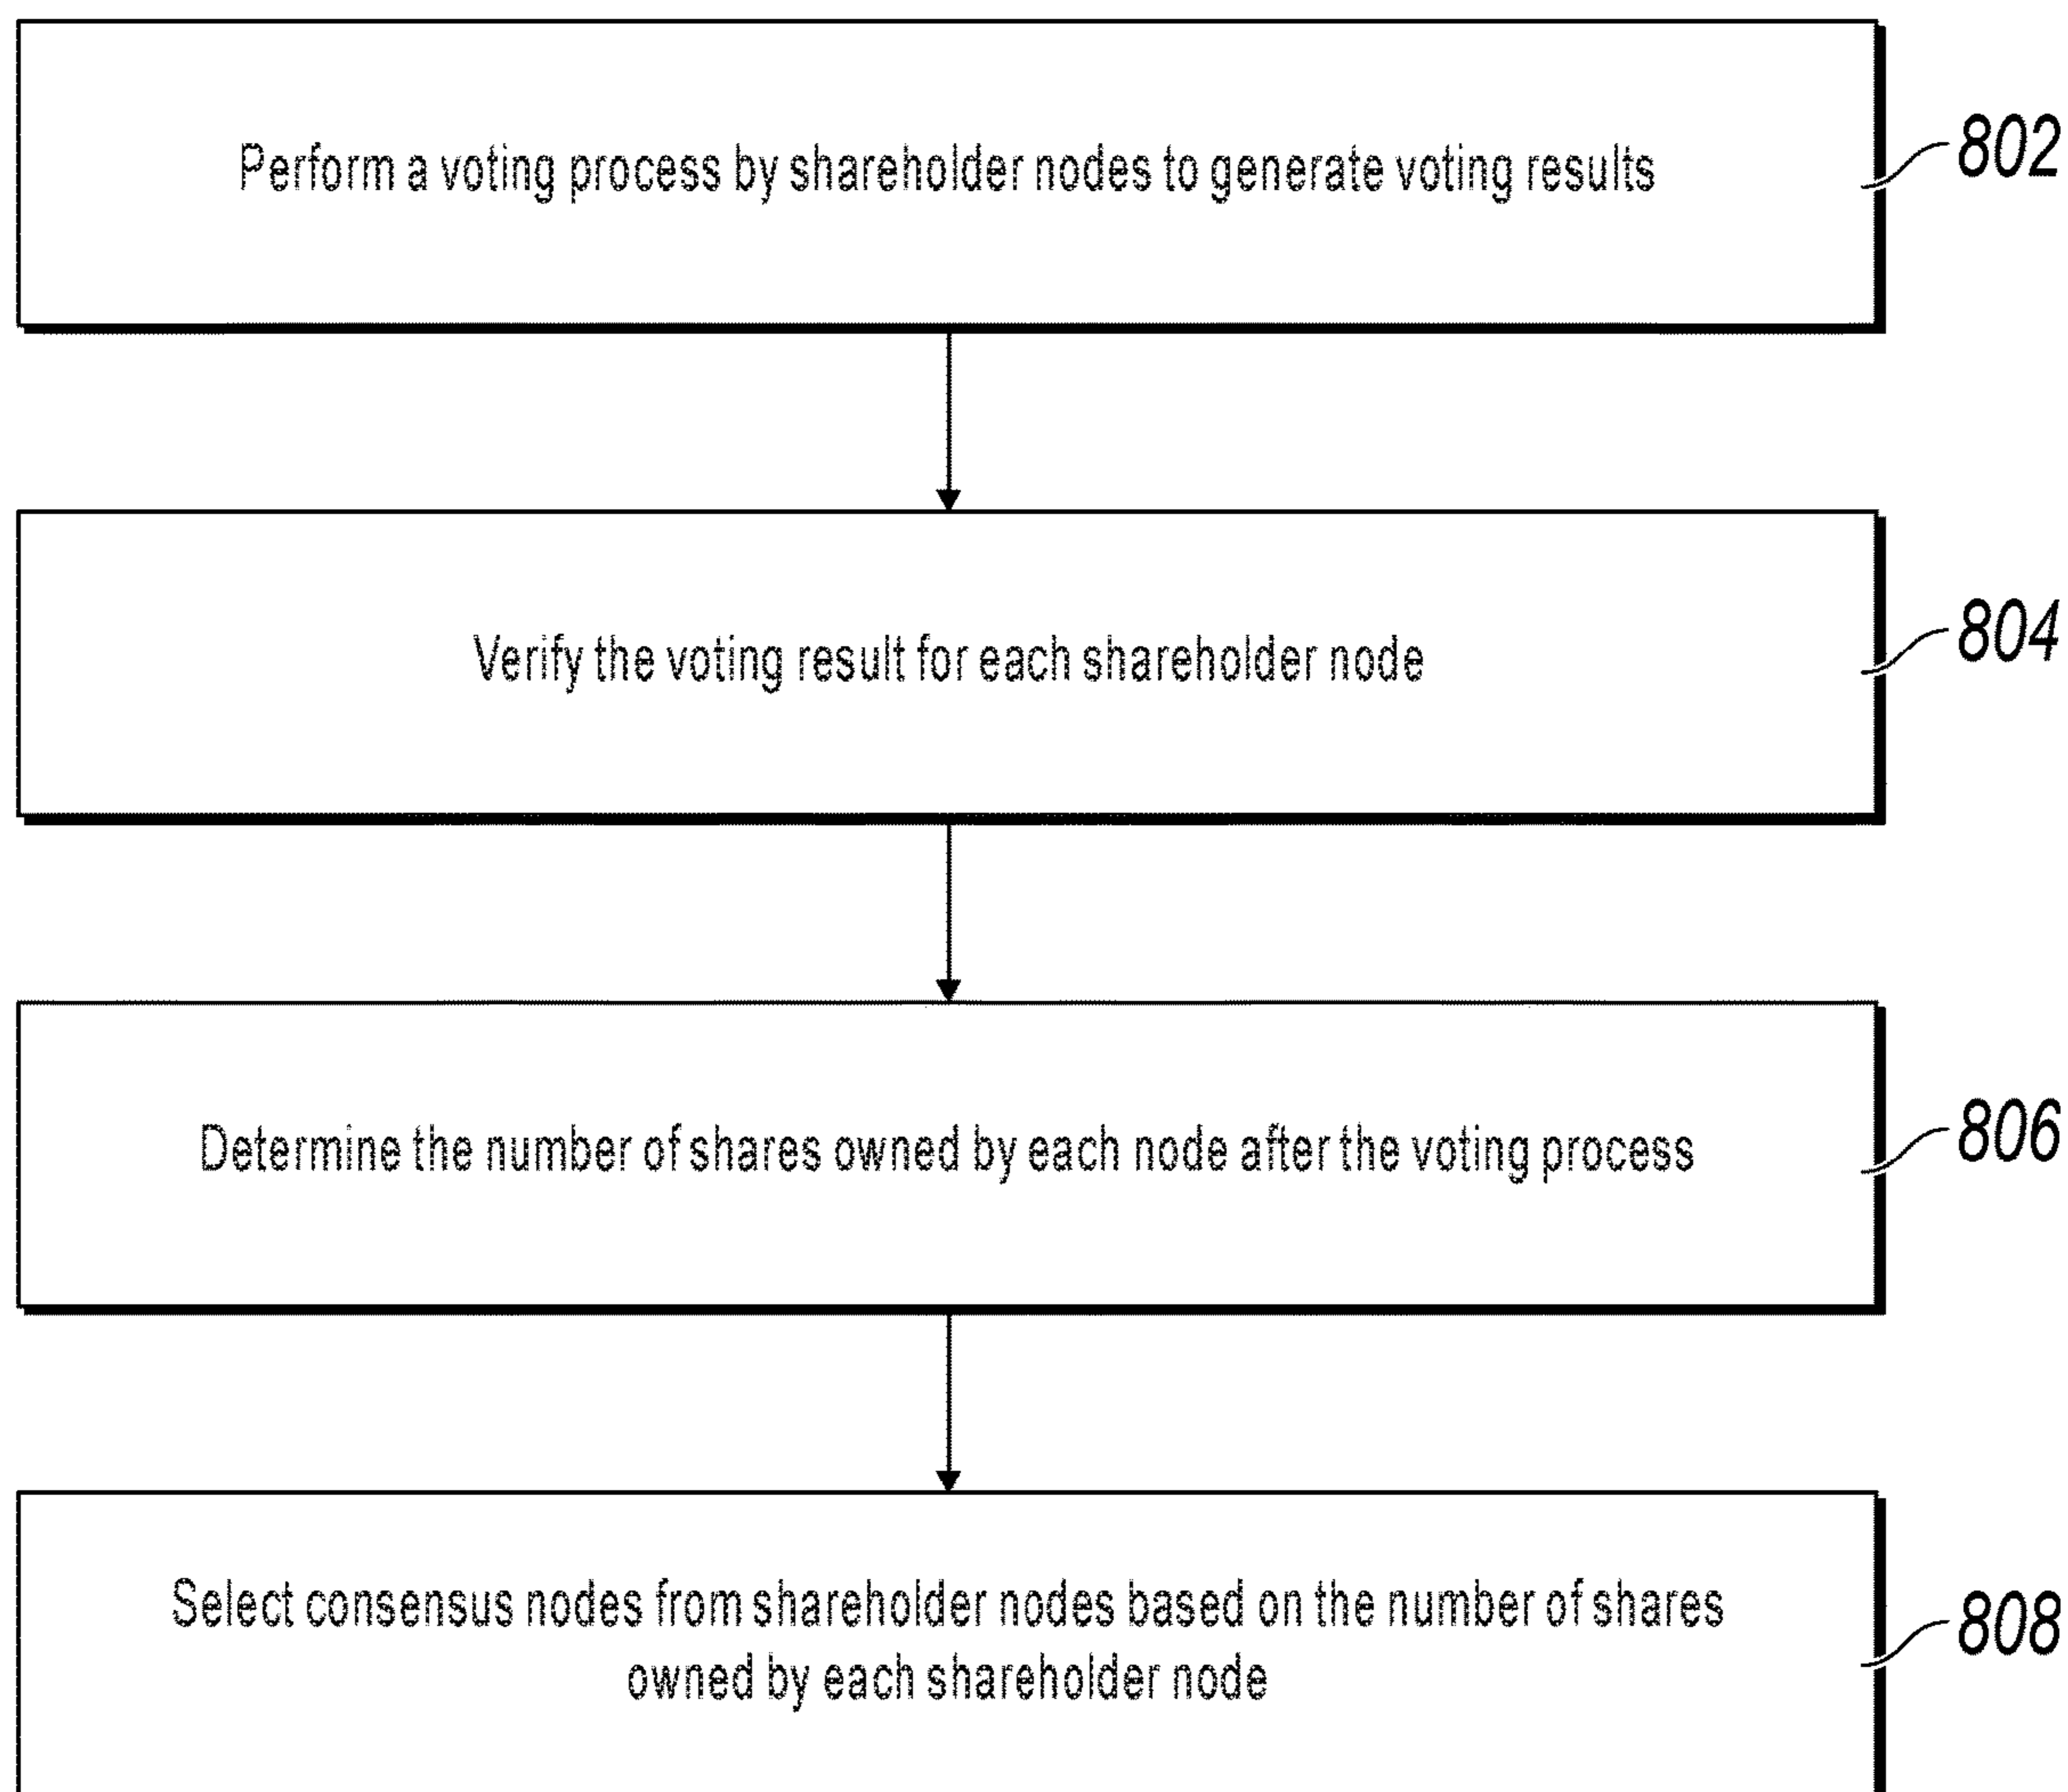 Perform a voting process by shareholder nodes to generate voting results
802
Verify the voting result for each shareholder node
804
Determine the number of shares owned by each node after the voting process
806
Select consensus nodes from shareholder nodes based on the number of shares
owned by each shareholder node
808